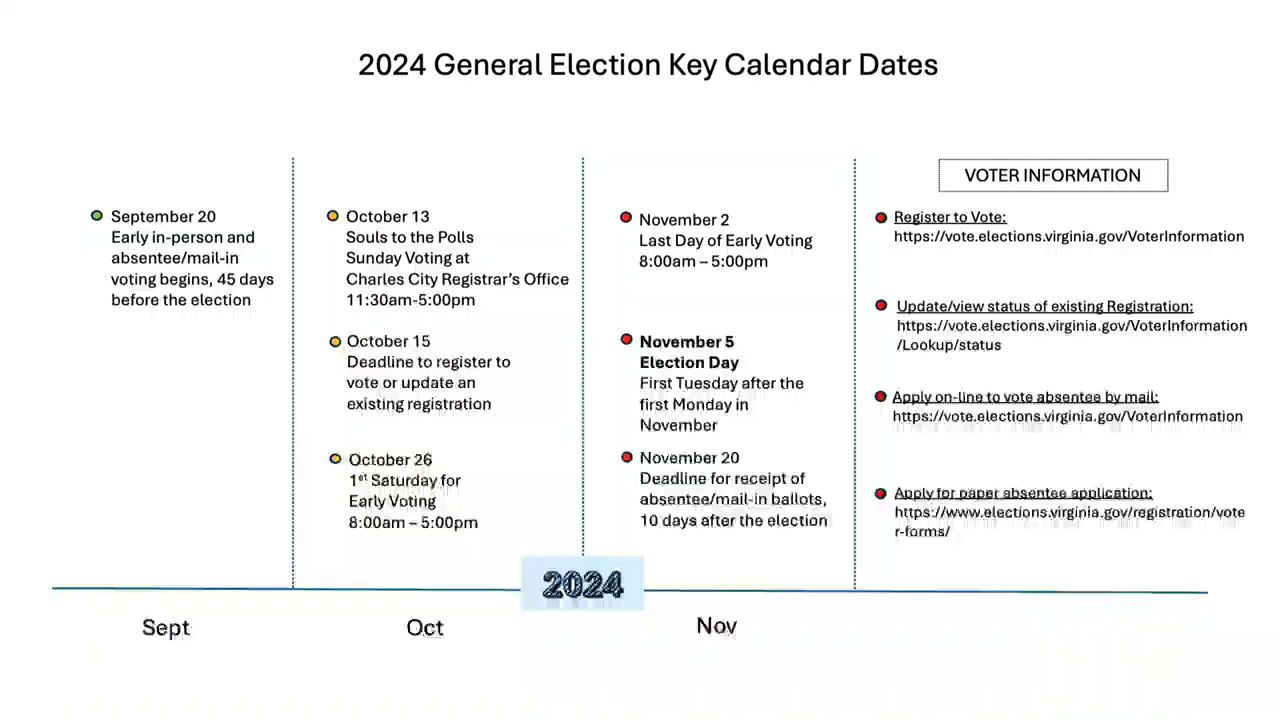 2024 General Election Key Calendar Dates
September 20
Early in-person and
absentee/mail-in
voting begins, 45 days
before the election
October 13
Souls to the Polls
Sunday Voting at
Charles City Registrar's Office
11:30am-5:00pm
October 15
Deadline to register to
vote or update an
existing registration
October 26
1st Saturday for
Early Voting
8:00am – 5:00pm
November 2
Last Day of Early Voting
8:00am – 5:00pm
November 5
Election Day
First Tuesday after the
first Monday in
November
November 20
Deadline for receipt of
absentee/mail-in ballots,
10 days after the election
VOTER INFORMATION
Register to Vote:
https://vote.elections.virginia.gov/VoterInformation
Update/view status of existing Registration:
https://vote.elections.virginia.gov/VoterInformation
/Lookup/status
Apply on-line to vote absentee by mail:
https://vote.elections.virginia.gov/VoterInformation
Apply for paper absentee application:
https://www.elections.virginia.gov/registration/vote
r-forms/
2024
Sept
Oct
Nov